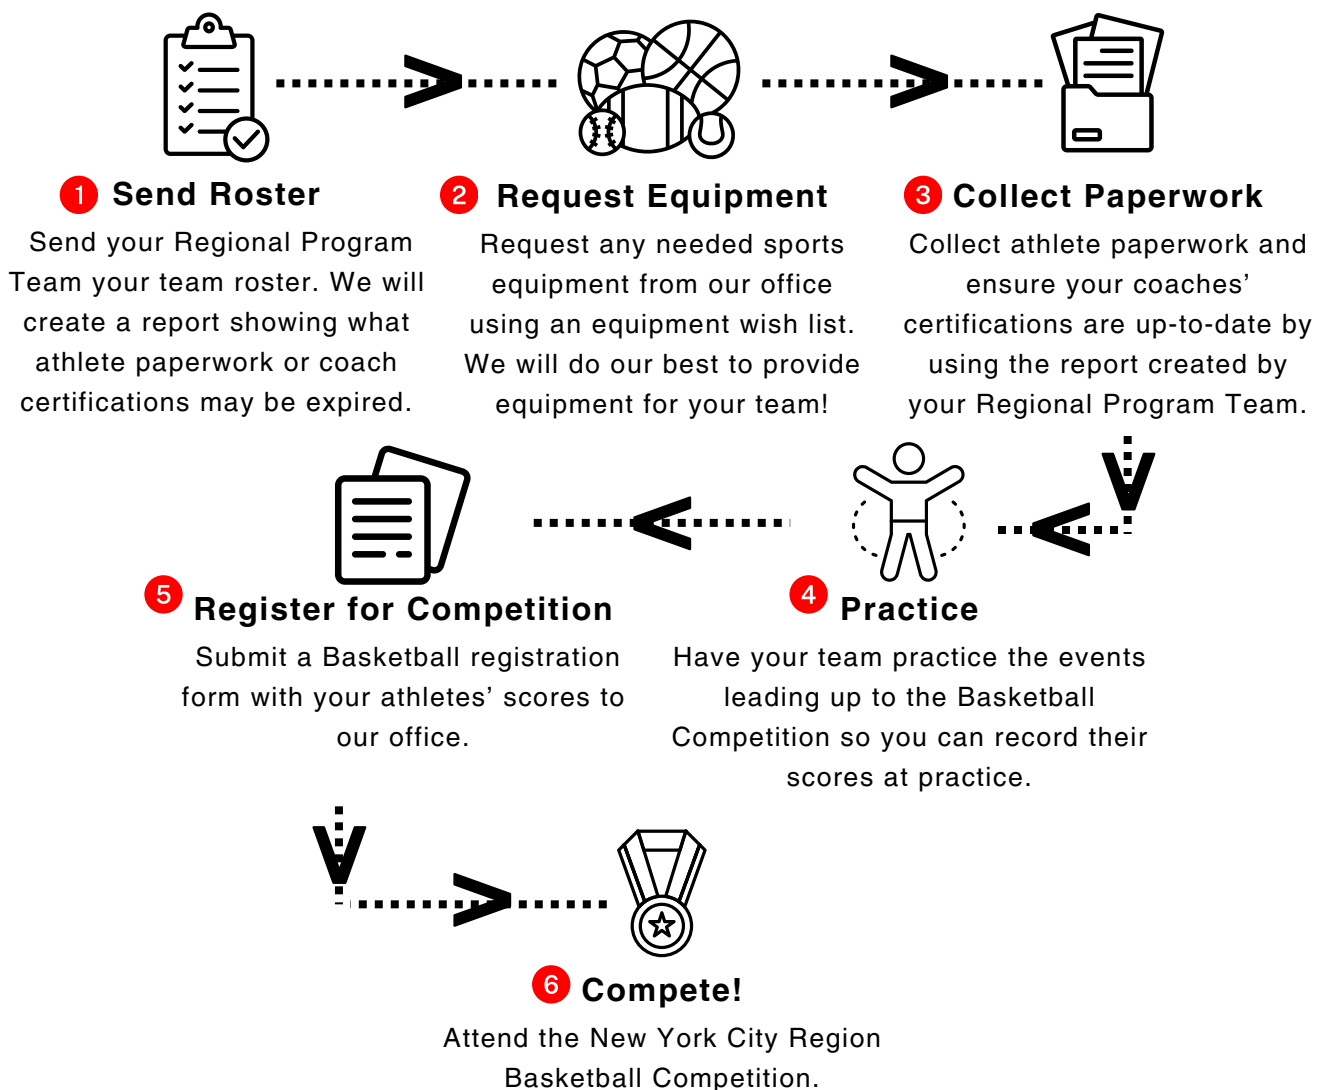 1 Send Roster
Send your Regional Program
Team your team roster. We will
create a report showing what
athlete paperwork or coach
certifications may be expired.
2 Request Equipment
Request any needed sports
equipment from our office
using an equipment wish list.
We will do our best to provide
equipment for your team!
3 Collect Paperwork
Collect athlete paperwork and
ensure your coaches’
certifications are up-to-date by
using the report created by
your Regional Program Team.
4 Practice
Have your team practice the events
leading up to the Basketball
Competition so you can record their
scores at practice.
5 Register for Competition
Submit a Basketball registration
form with your athletes’ scores to
our office.
6 Compete!
Attend the New York City Region
Basketball Competition.